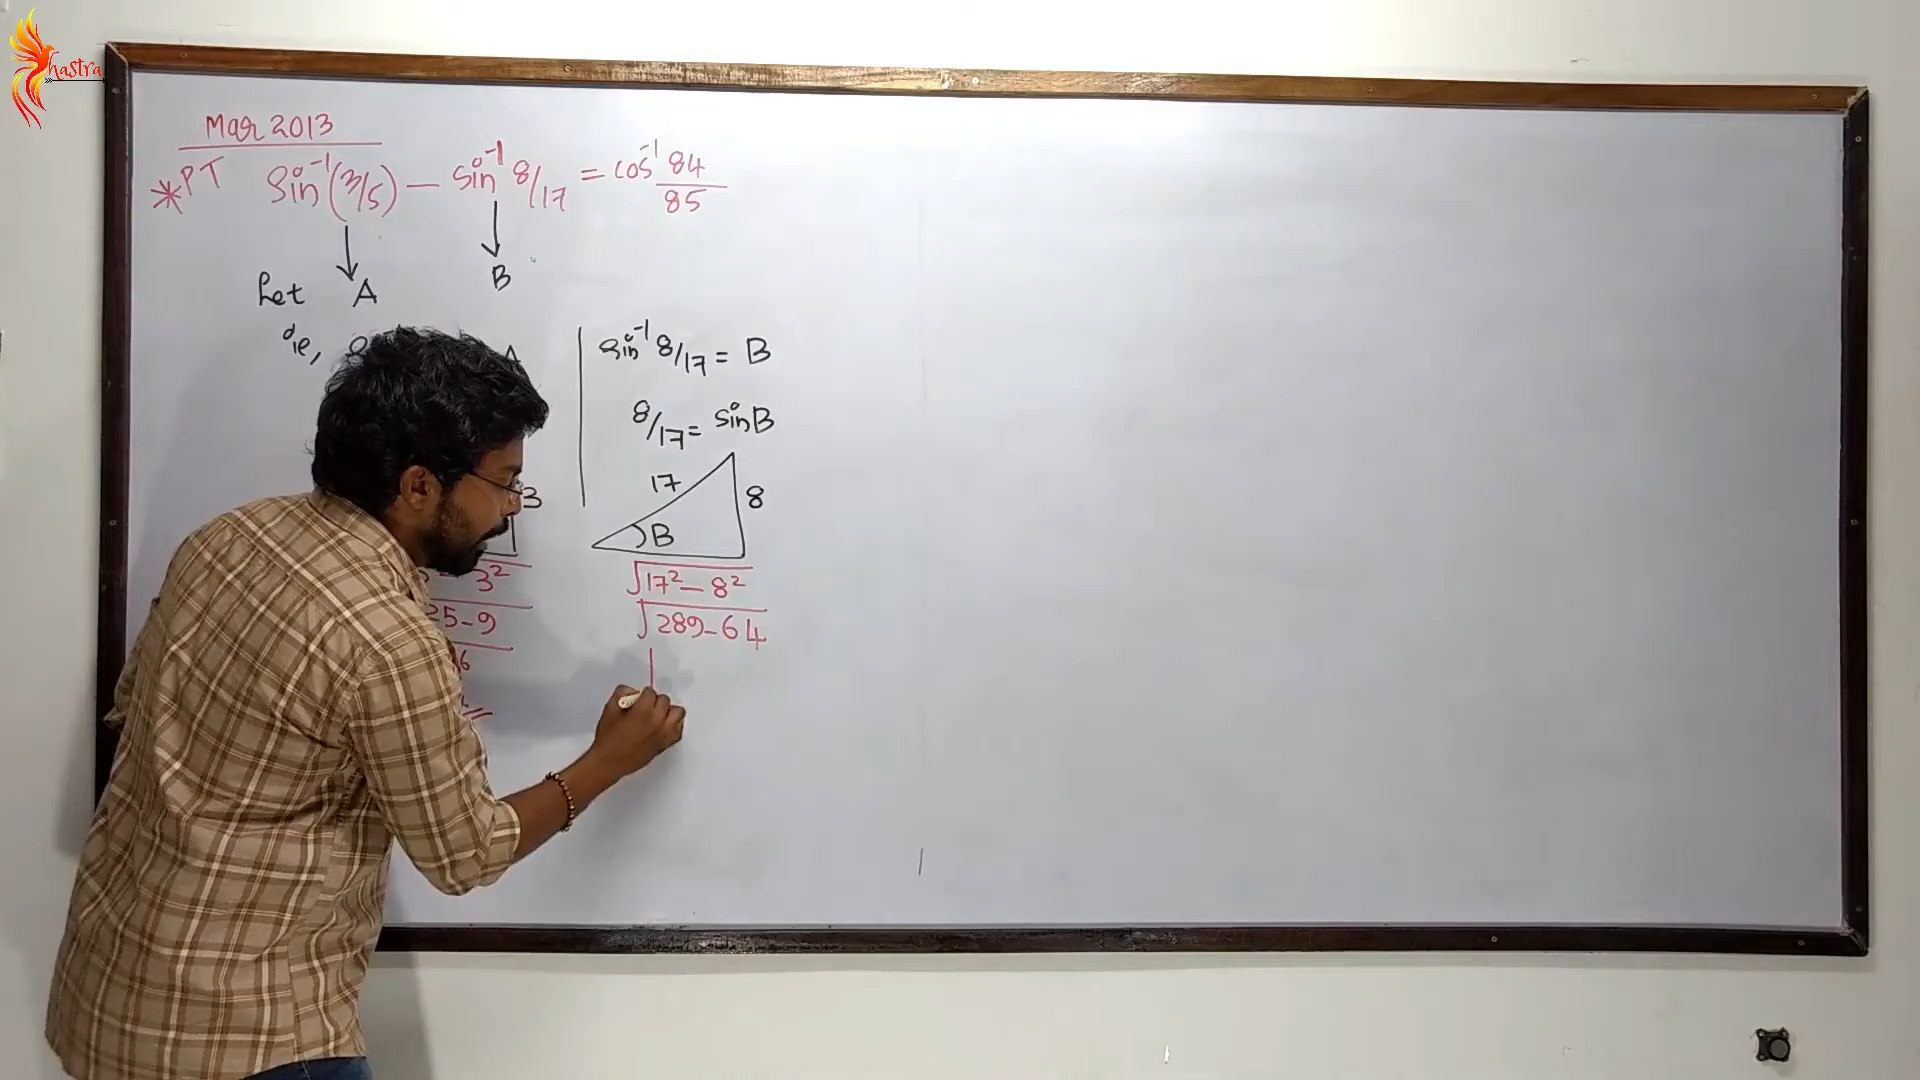 hastra
Mar 2013
*PT sin⁻¹(3/5) – sin⁻¹ 8/17 = cos⁻¹ 84/85
Let A B
ie, A
sin⁻¹ 8/17 = B
8/17 = sinB
3
17 8
B
3²
25-9
√17² – 8²
√289-64